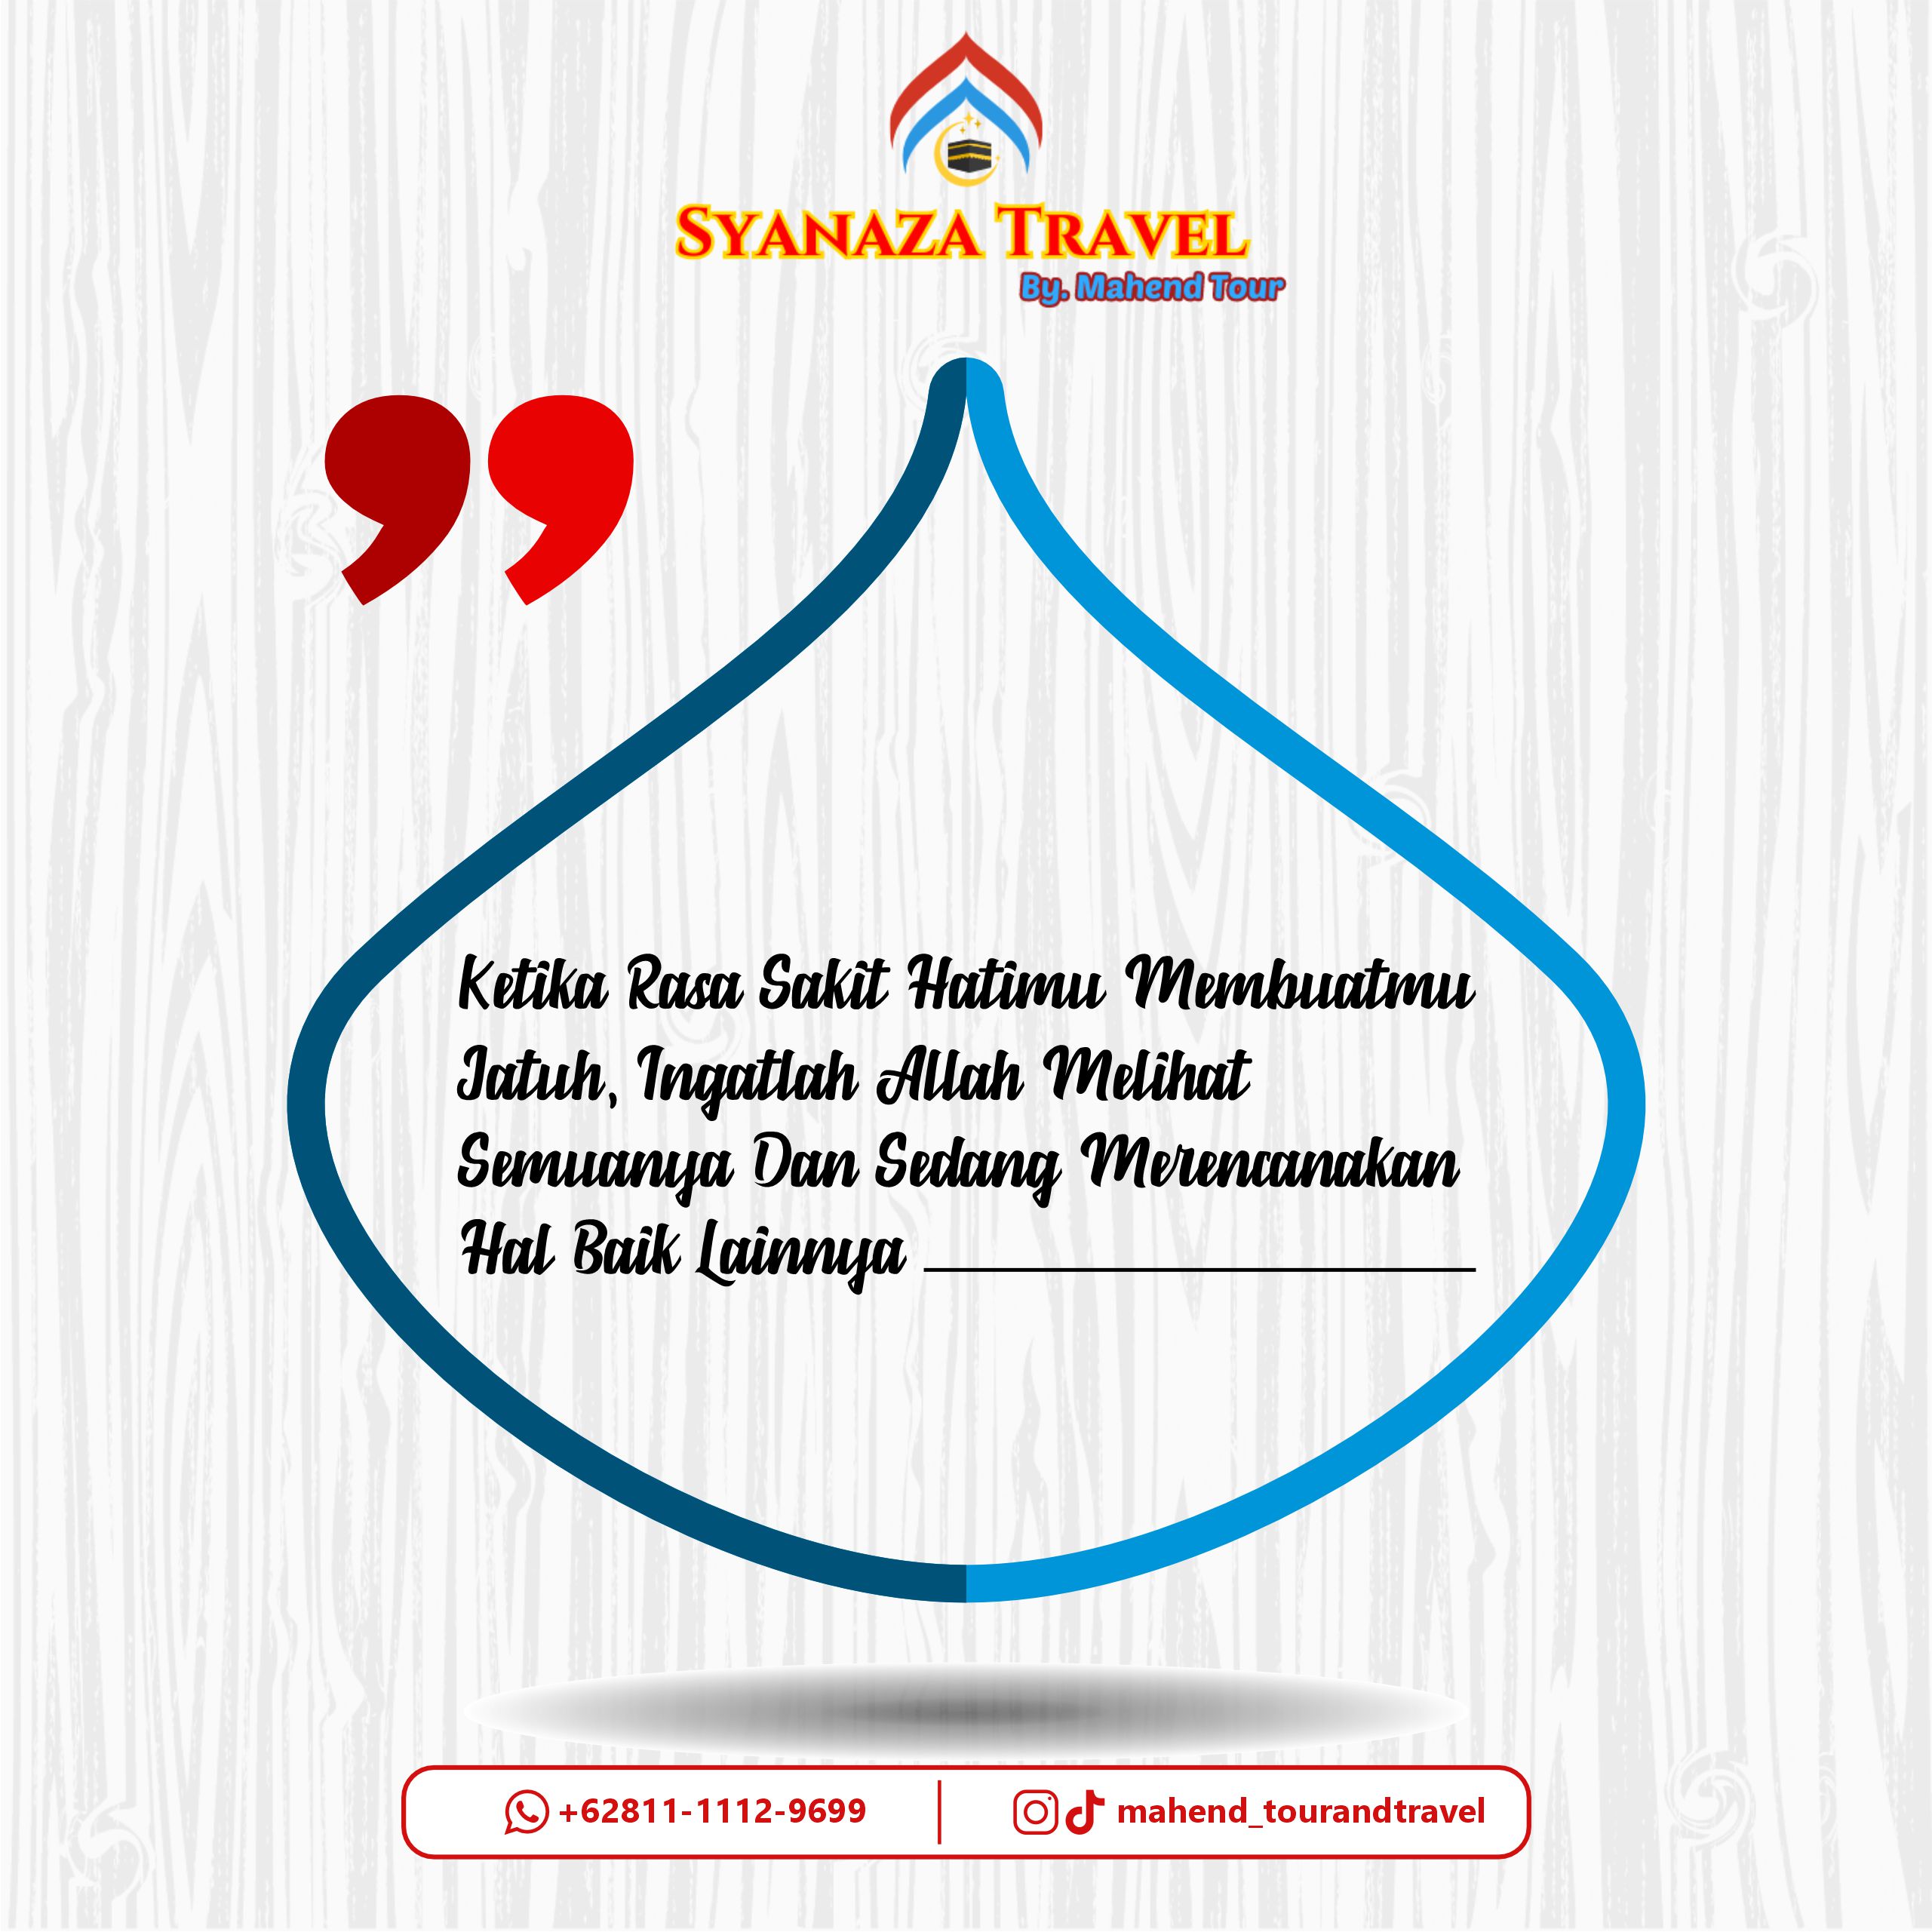 SYANAZA TRAVEL
By. Mahend Tour
Ketika Rasa Sakit Hatimu Membuatmu
Jatuh, Ingatlah Allah Melihat
Semuanya Dan Sedang Merencanakan
Hal Baik Lainnya
+62811-1112-9699
mahend_tourandtravel